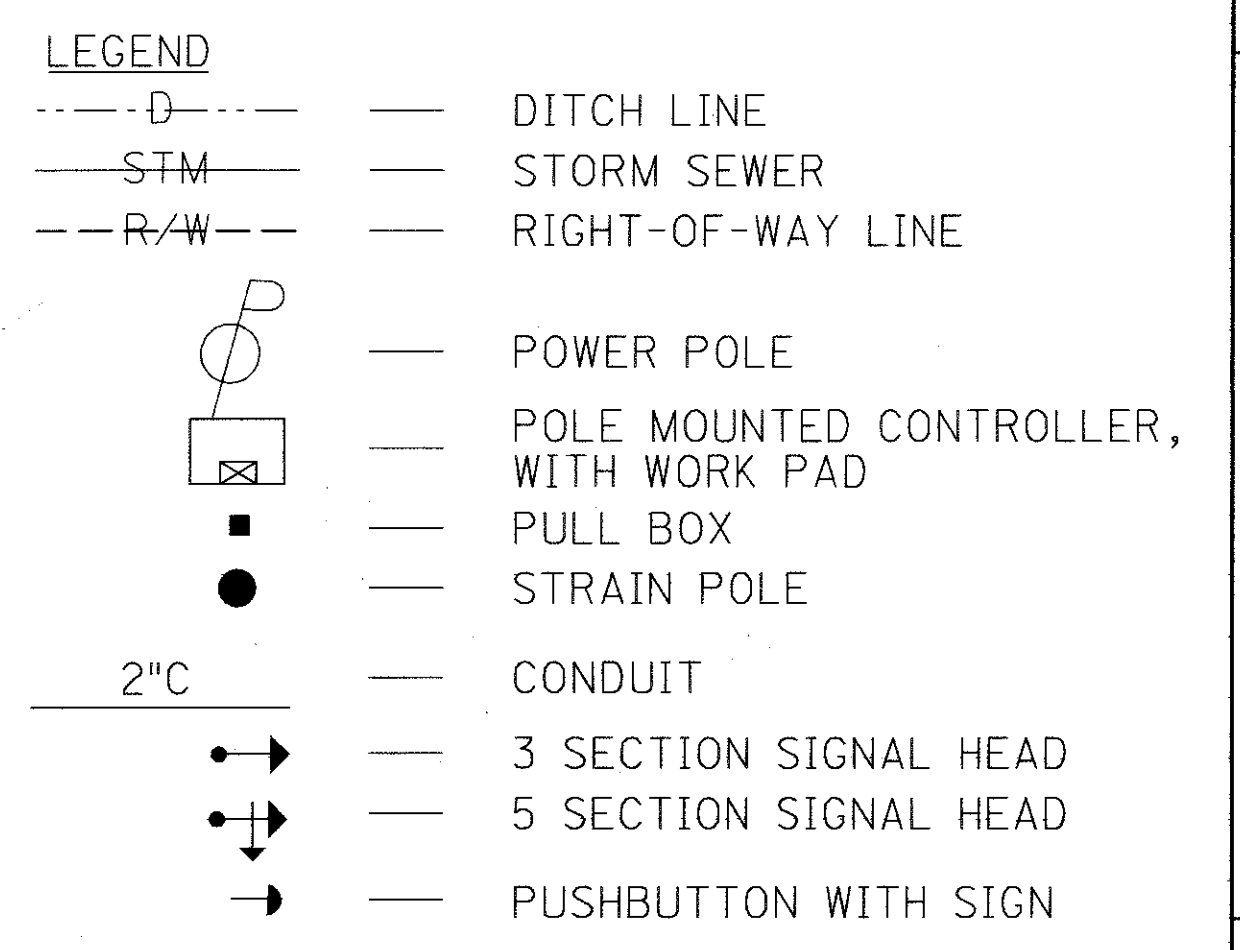 LEGEND
D DITCH LINE
STM STORM SEWER
R/W RIGHT-OF-WAY LINE
P POWER POLE
POLE MOUNTED CONTROLLER,
WITH WORK PAD
PULL BOX
STRAIN POLE
2"C CONDUIT
3 SECTION SIGNAL HEAD
5 SECTION SIGNAL HEAD
PUSHBUTTON WITH SIGN